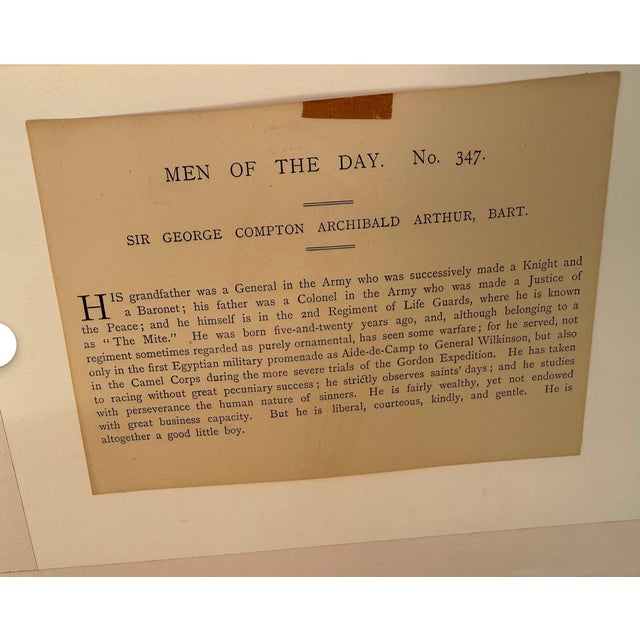 MEN OF THE DAY. No. 347.
SIR GEORGE COMPTON ARCHIBALD ARTHUR, BART.
HIS grandfather was a General in the Army who was successively made a Knight and
a Baronet; his father was a Colonel in the Army who was made a Justice of
the Peace; and he himself is in the 2nd Regiment of Life Guards, where he is known
as "The Mite." He was born five-and-twenty years ago, and, although belonging to a
regiment sometimes regarded as purely ornamental, has seen some warfare; for he served, not
only in the first Egyptian military promenade as Aide-de-Camp to General Wilkinson, but also
in the Camel Corps during the more severe trials of the Gordon Expedition. He has taken
to racing without great pecuniary success; he strictly observes saints' days; and he studies
with perseverance the human nature of sinners. He is fairly wealthy, yet not endowed
with great business capacity. But he is liberal, courteous, kindly, and gentle. He is
altogether a good little boy.